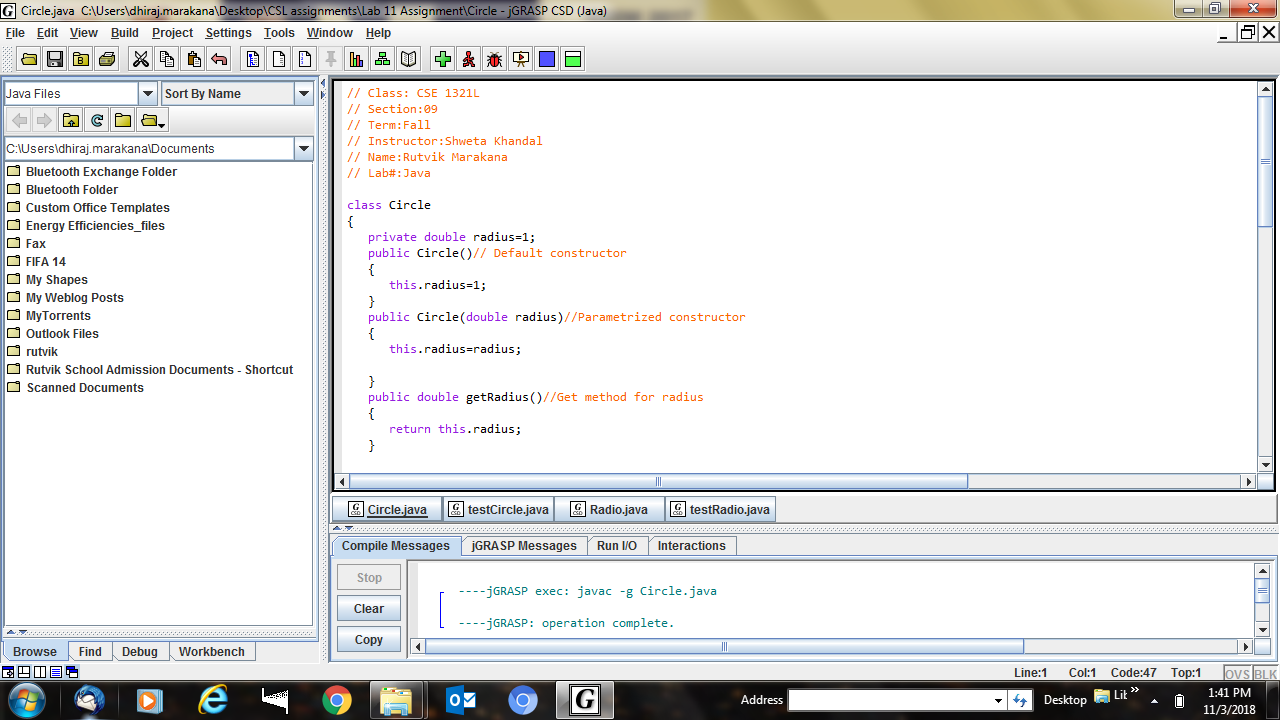 Circle.java C:\Users\dhiraj.marakana\Desktop\CSL assignments\Lab 11 Assignment\Circle - jGRASP CSD (Java)
File Edit View Build Project Settings Tools Window Help
Java Files Sort By Name
C:\Users\dhiraj.marakana\Documents
Bluetooth Exchange Folder
Bluetooth Folder
Custom Office Templates
Energy Efficiencies_files
Fax
FIFA 14
My Shapes
My Weblog Posts
MyTorrents
Outlook Files
rutvik
Rutvik School Admission Documents - Shortcut
Scanned Documents
Browse Find Debug Workbench
// Class: CSE 1321L
// Section:09
// Term:Fall
// Instructor:Shweta Khandal
// Name:Rutvik Marakana
// Lab#:Java
class Circle
{
private double radius=1;
public Circle()// Default constructor
{
this.radius=1;
}
public Circle(double radius)//Parametrized constructor
{
this.radius=radius;
}
public double getRadius()//Get method for radius
{
return this.radius;
}
Circle.java testCircle.java Radio.java testRadio.java
Compile Messages jGRASP Messages Run I/O Interactions
Stop
Clear
Copy
----jGRASP exec: javac -g Circle.java
----jGRASP: operation complete.
Line:1 Col:1 Code:47 Top:1 OVS BLK
Address Desktop Lit
1:41 PM
11/3/2018